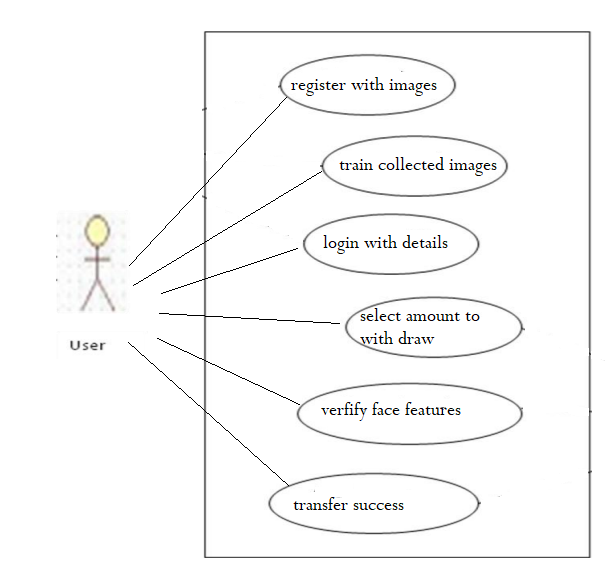 register with images
train collected images
login with details
select amount to
with draw
User
verfify face features
transfer success